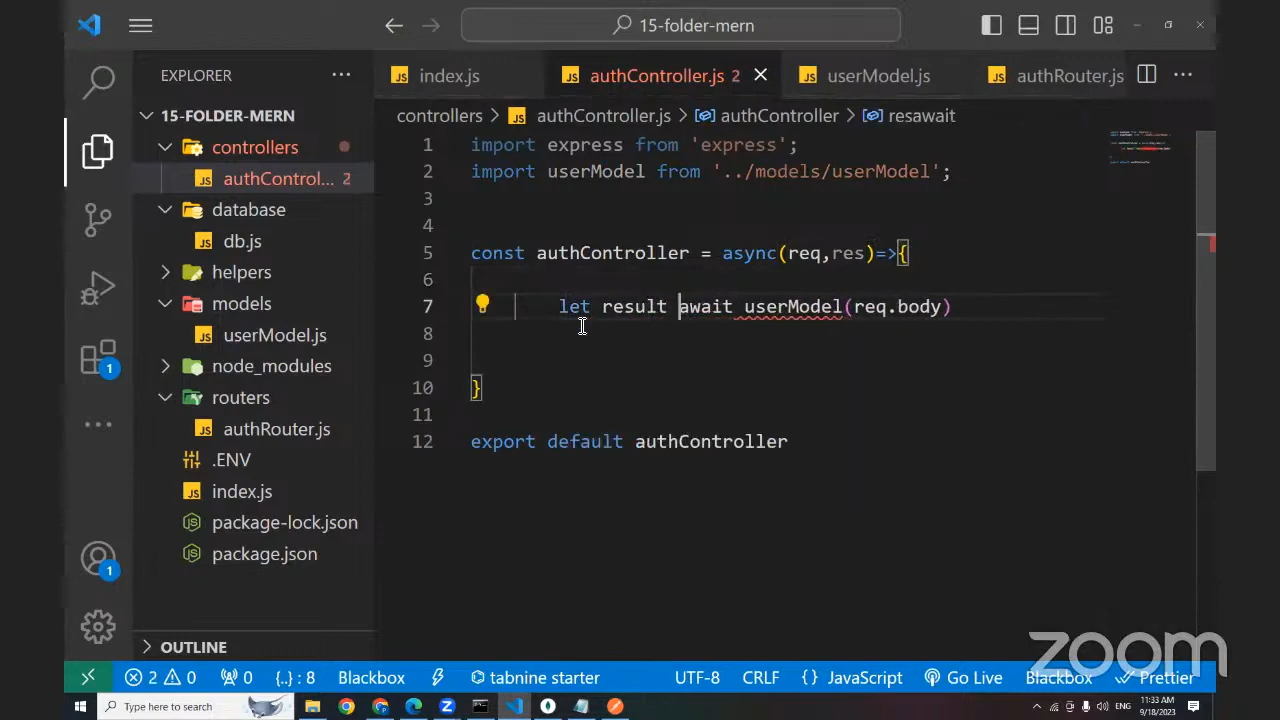 15-folder-mern
EXPLORER
index.js
authController.js 2
userModel.js
authRouter.js
15-FOLDER-MERN
controllers > authController.js > authController > resawait
controllers
authControl... 2
database
db.js
helpers
models
userModel.js
node_modules
routers
authRouter.js
.ENV
index.js
package-lock.json
package.json
OUTLINE
1
1
1 import express from 'express';
2 import userModel from '../models/userModel';
3
4
5 const authController = async(req,res)=>{
6
7 let result await userModel(req.body)
8
9
10 }
11
12 export default authController
zoom
2 0 0 {..} : 8 Blackbox tabnine starter UTF-8 CRLF { } JavaScript Go Live Blackbox Prettier
Type here to search
11:33 AM
9/18/2023